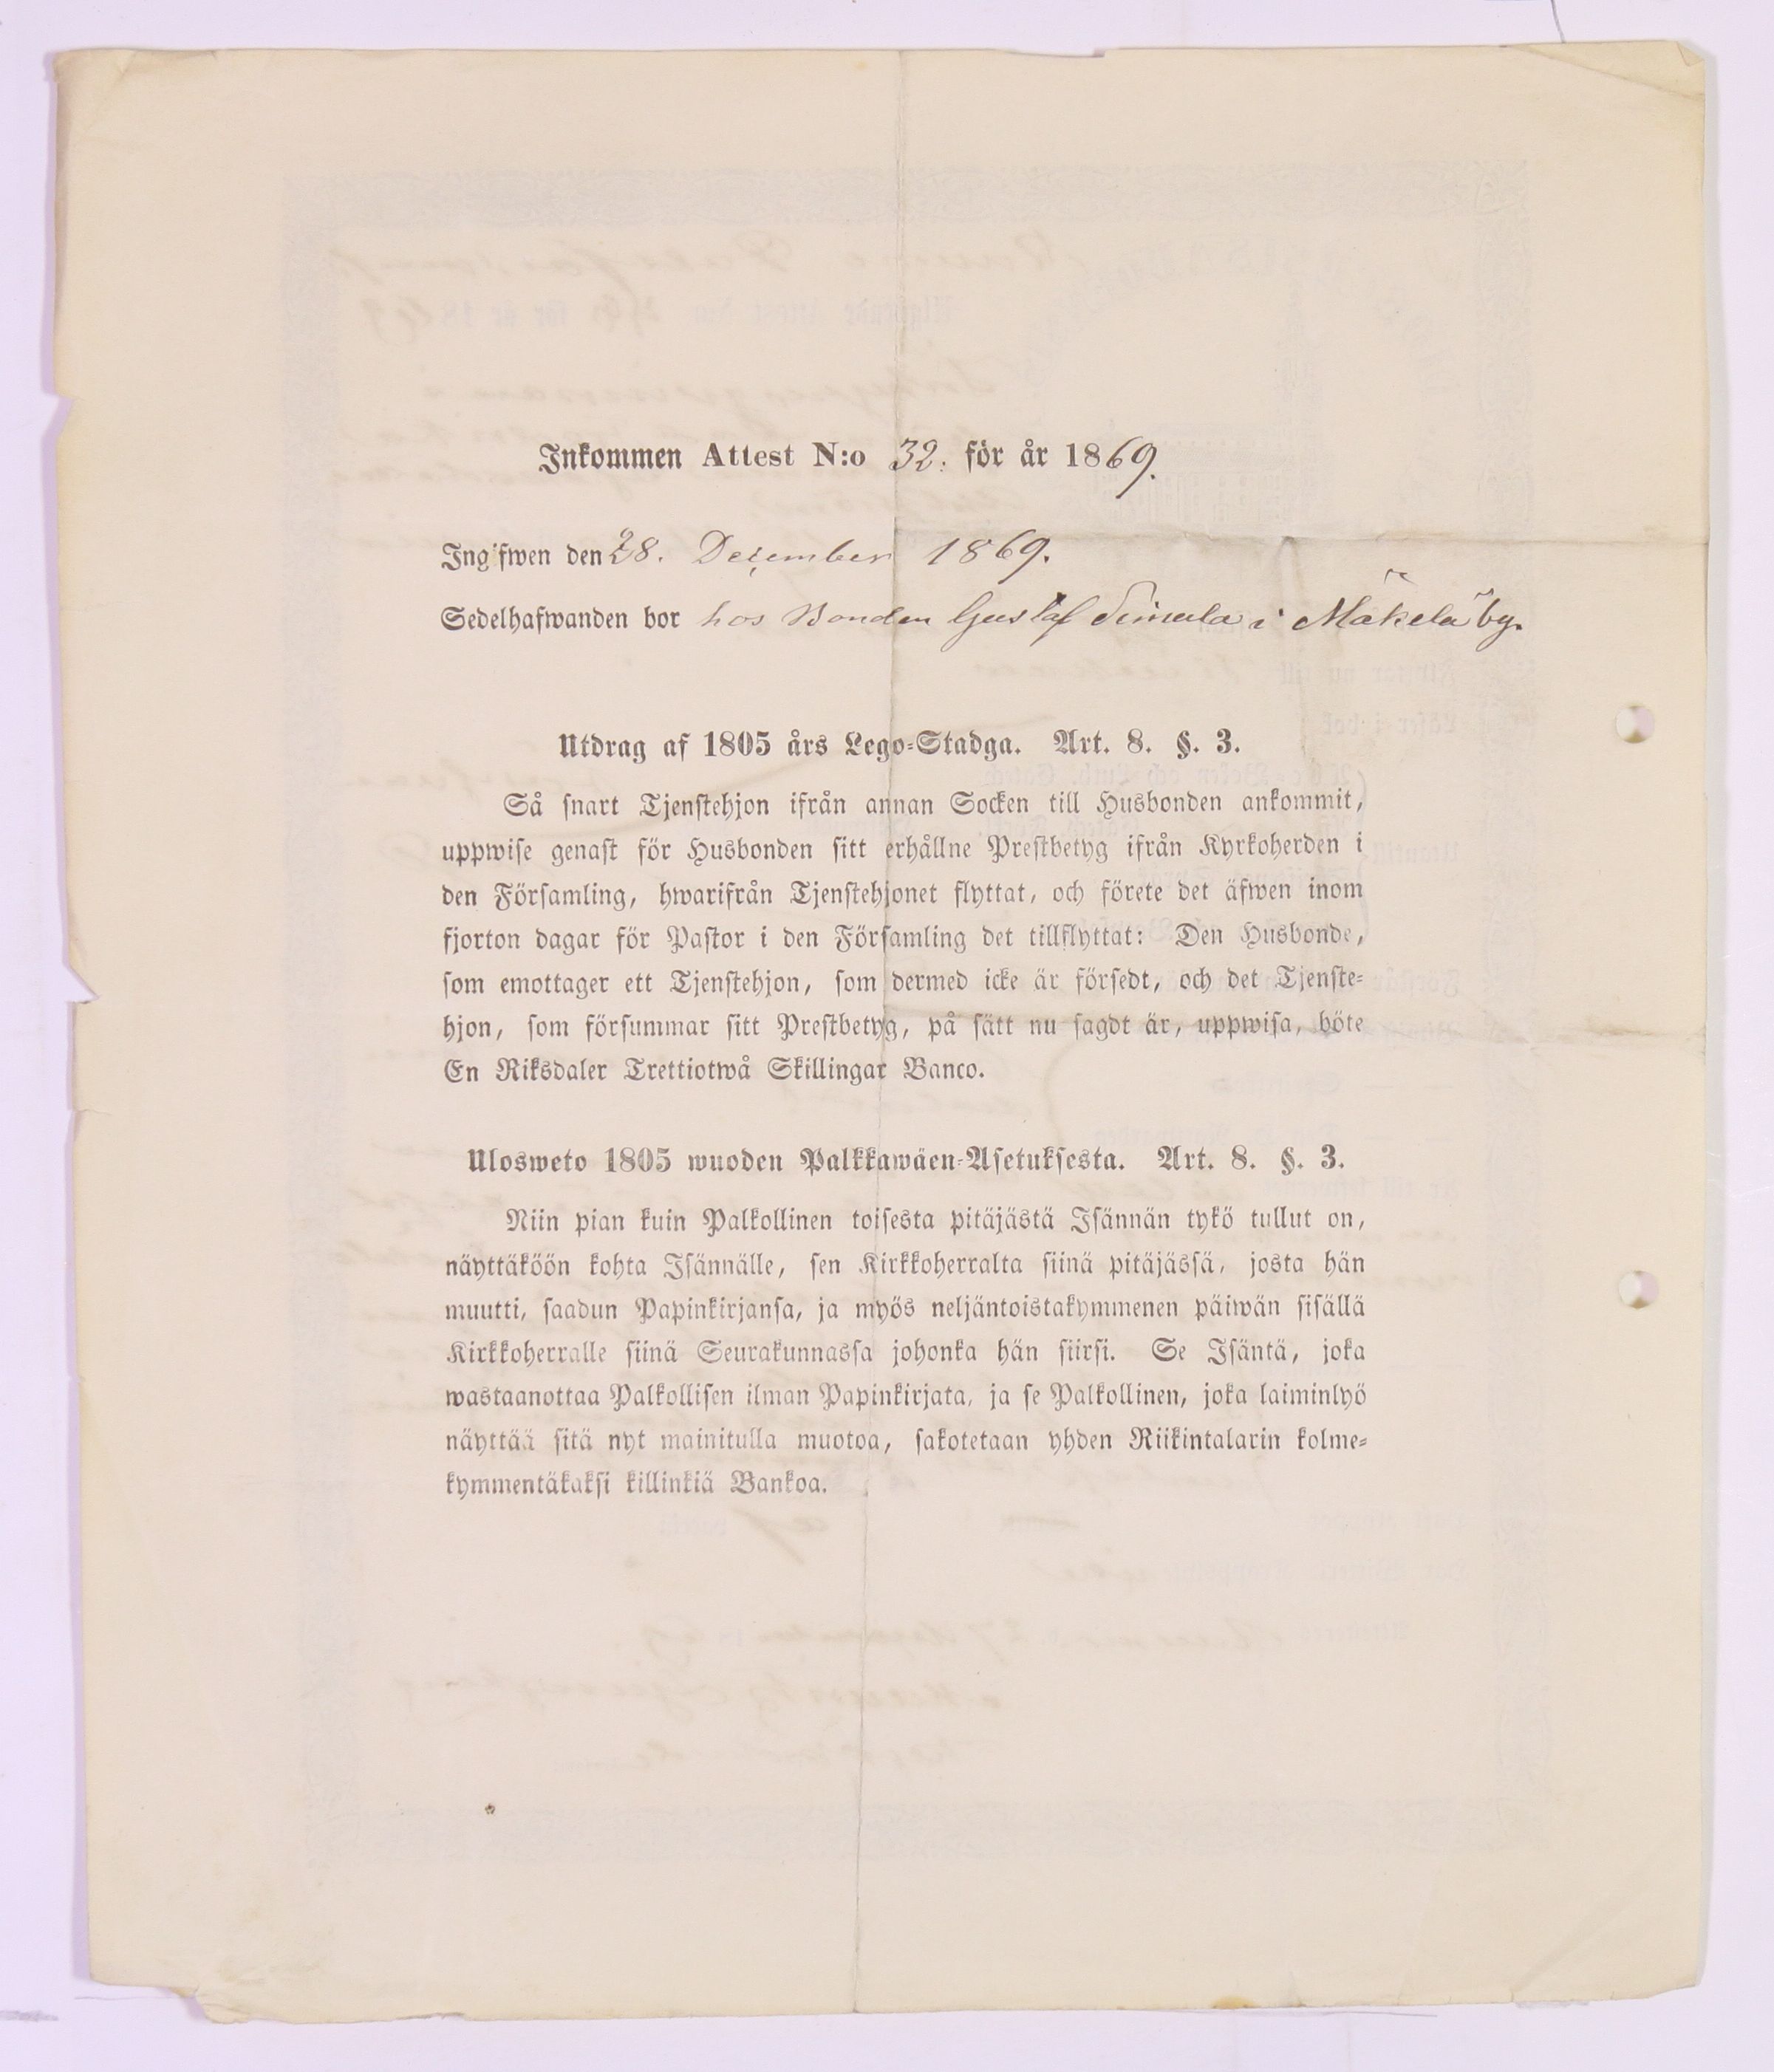 Inkommen Attest N:o 32. för år 1869.
Ingifwen den 28. December 1869.
Sedelhafwanden bor hos Bonden Gustaf Simula i Mäkelä by.
Utdrag af 1805 års Lego-Stadga. Art. 8. §. 3.
Så snart Tjenstehjon ifrån annan Socken till Husbonden ankommit,
uppwise genast för Husbonden sitt erhållne Prestbetyg ifrån Kyrkoherden i
den Församling, hwarifrån Tjenstehjonet flyttat, och förete det äfwen inom
fjorton dagar för Pastor i den Församling det tillflyttat: Den Husbonde,
som emottager ett Tjenstehjon, som dermed icke är försedt, och det Tjenste-
hjon, som försummar sitt Prestbetyg, på sätt nu sagdt är, uppwisa, böte
En Riksdaler Trettiotwå Skillingar Banco.
Ulosweto 1805 wuoden Palkkawäen-Asetuksesta. Art. 8. §. 3.
Niin pian kuin Palkollinen toisesta pitäjästä Isännän tykö tullut on,
näyttäköön kohta Isännälle, sen Kirkkoherralta siinä pitäjässä, josta hän
muutti, saadun Papinkirjansa, ja myös neljäntoistakymmenen päiwän sisällä
Kirkkoherralle siinä Seurakunnassa johonka hän siirsi. Se Isäntä, joka
wastaanottaa Palkollisen ilman Papinkirjata, ja se Palkollinen, joka laiminlyö
näyttää sitä nyt mainitulla muotoa, sakotetaan yhden Riikintalarin kolme-
kymmentäkaksi killinkiä Bankoa.